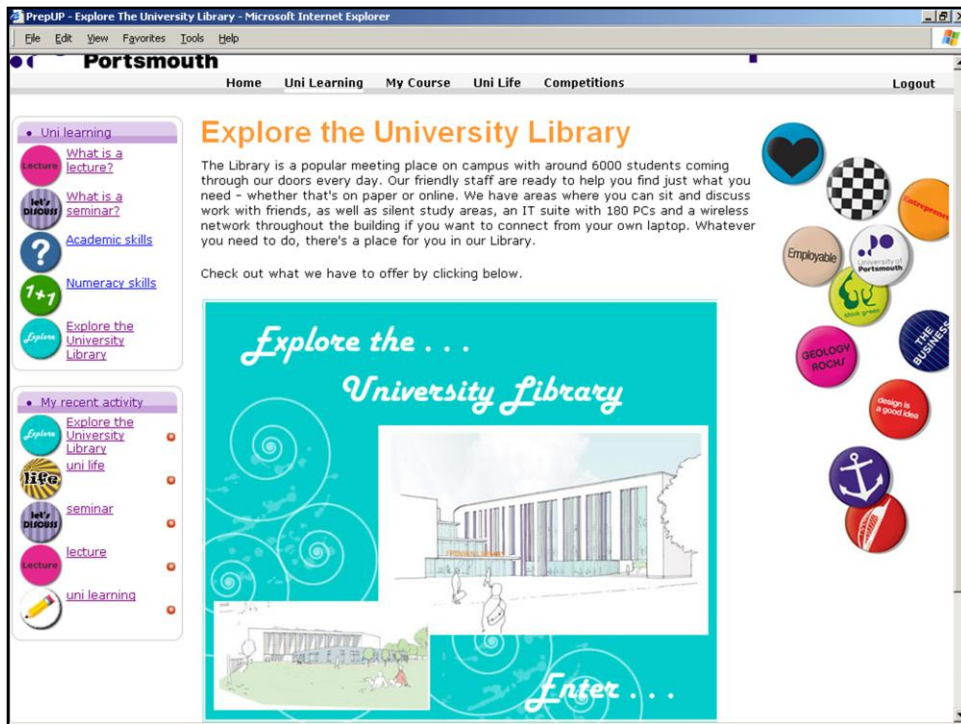 PrepUP - Explore The University Library - Microsoft Internet Explorer
File Edit View Favorites Tools Help
Portsmouth
Home Uni Learning My Course Uni Life Competitions Logout
Uni learning
Lecture
What is a
lecture?
let's
DISCUSS
What is a
seminar?
?
Academic skills
1+1
Numeracy skills
Explore
Explore the
University
Library
My recent activity
Explore
Explore the
University
Library
life
uni life
let's
DISCUSS
seminar
Lecture
lecture
uni learning
Explore the University Library
The Library is a popular meeting place on campus with around 6000 students coming
through our doors every day. Our friendly staff are ready to help you find just what you
need - whether that's on paper or online. We have areas where you can sit and discuss
work with friends, as well as silent study areas, an IT suite with 180 PCs and a wireless
network throughout the building if you want to connect from your own laptop. Whatever
you need to do, there's a place for you in our Library.
Check out what we have to offer by clicking below.
Explore the . . .
University Library
Enter . . .
Employable
University of
Portsmouth
think green
THE
BUSINESS
GEOLOGY
ROCKS
design is
a good idea